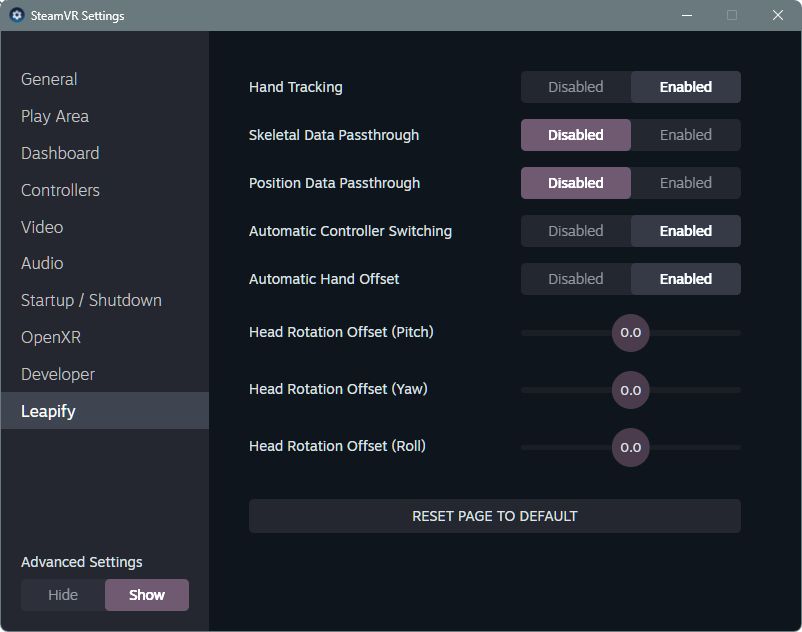 SteamVR Settings
General
Play Area
Dashboard
Controllers
Video
Audio
Startup / Shutdown
OpenXR
Developer
Leapify
Advanced Settings
Hide Show
Hand Tracking Disabled Enabled
Skeletal Data Passthrough Disabled Enabled
Position Data Passthrough Disabled Enabled
Automatic Controller Switching Disabled Enabled
Automatic Hand Offset Disabled Enabled
Head Rotation Offset (Pitch) 0.0
Head Rotation Offset (Yaw) 0.0
Head Rotation Offset (Roll) 0.0
RESET PAGE TO DEFAULT